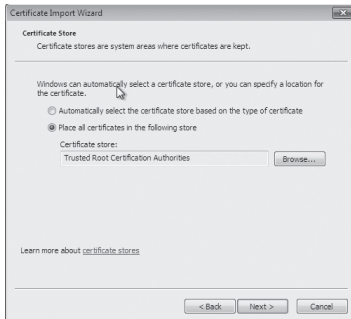 Certificate Import Wizard
Certificate Store
Certificate stores are system areas where certificates are kept.
Windows can automatically select a certificate store, or you can specify a location for
the certificate.
Automatically select the certificate store based on the type of certificate
Place all certificates in the following store
Certificate store:
Trusted Root Certification Authorities
Browse...
Learn more about certificate stores
< Back
Next >
Cancel